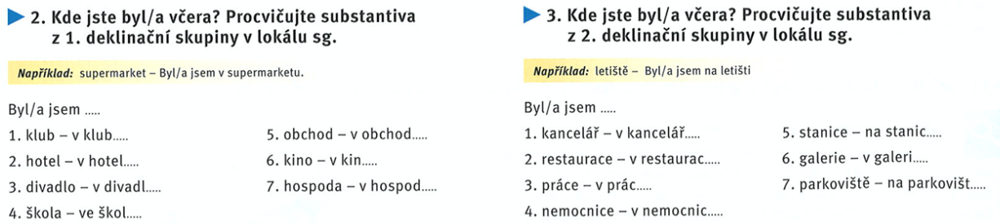 2. Kde jste byl/a včera? Procvičujte substantiva
z 1. deklinační skupiny v lokálu sg.
Například: supermarket – Byl/a jsem v supermarketu.
Byl/a jsem .....
1. klub – v klub.....
2. hotel – v hotel.....
3. divadlo – v divadl.....
4. škola – ve škol.....
5. obchod – v obchod.....
6. kino – v kin.....
7. hospoda – v hospod.....
3. Kde jste byl/a včera? Procvičujte substantiva
z 2. deklinační skupiny v lokálu sg.
Například: letiště – Byl/a jsem na letišti
Byl/a jsem .....
1. kancelář – v kancelář.....
2. restaurace – v restaurac.....
3. práce – v prác.....
4. nemocnice – v nemocnic.....
5. stanice – na stanic.....
6. galerie – v galeri.....
7. parkoviště – na parkovišt.....